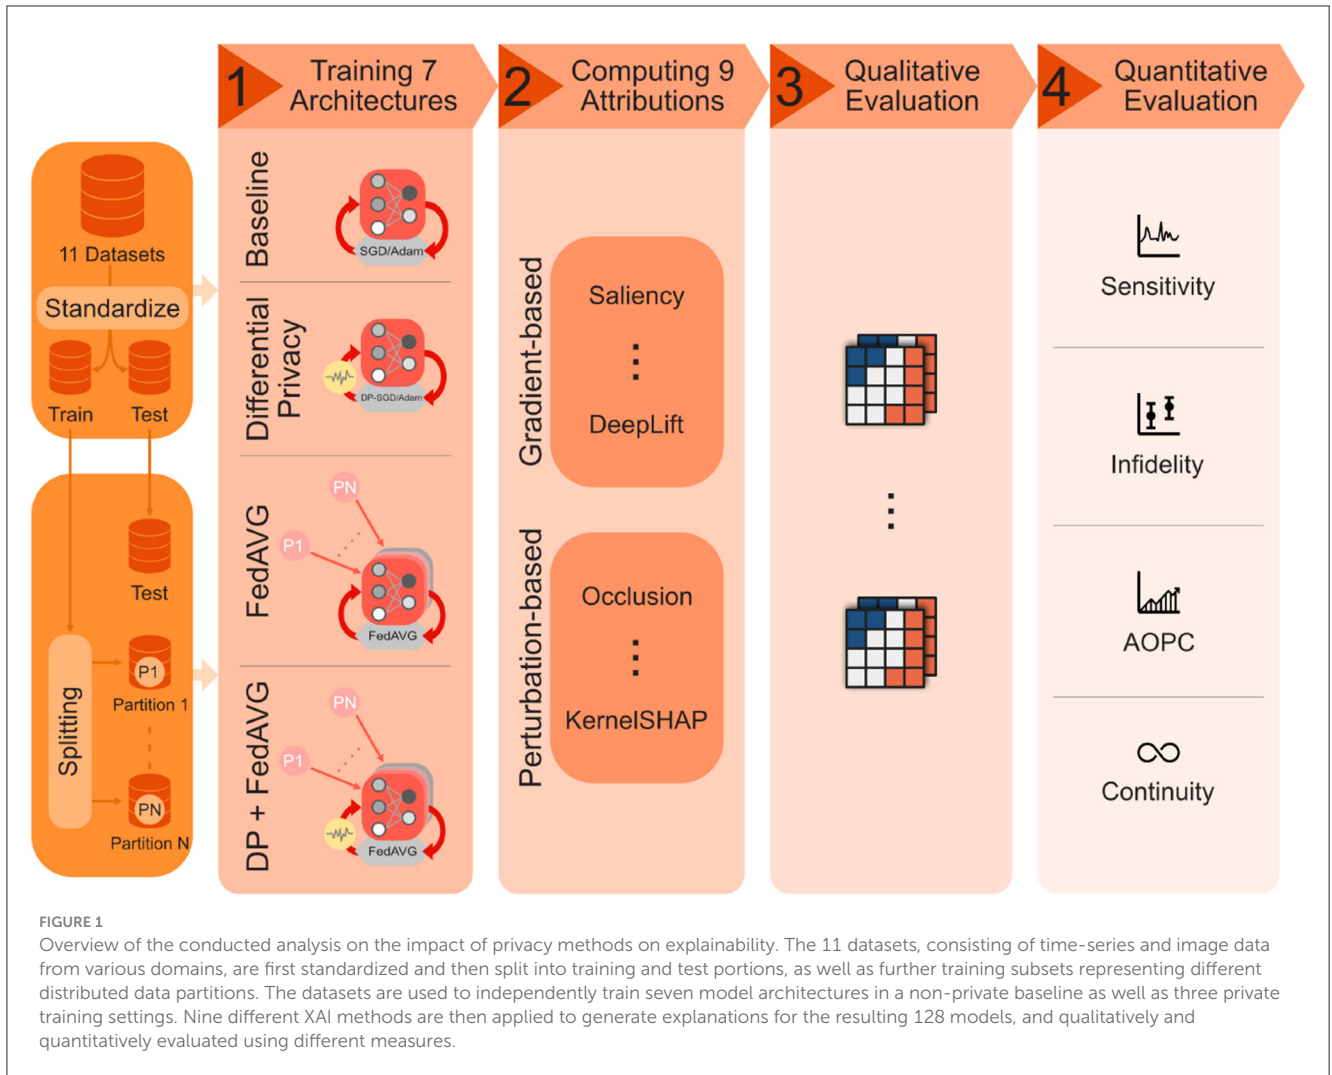 1
Training 7
Architectures
2
Computing 9
Attributions
3
Qualitative
Evaluation
4
Quantitative
Evaluation
11 Datasets
Standardize
Train
Test
Test
Splitting
P1
Partition 1
PN
Partition N
Baseline
SGD/Adam
Differential
Privacy
DP-SGD/Adam
FedAVG
PN
P1
FedAVG
DP + FedAVG
PN
P1
FedAVG
Gradient-based
Saliency
DeepLift
Perturbation-based
Occlusion
KernelSHAP
Sensitivity
Infidelity
AOPC
Continuity
FIGURE 1
Overview of the conducted analysis on the impact of privacy methods on explainability. The 11 datasets, consisting of time-series and image data
from various domains, are first standardized and then split into training and test portions, as well as further training subsets representing different
distributed data partitions. The datasets are used to independently train seven model architectures in a non-private baseline as well as three private
training settings. Nine different XAI methods are then applied to generate explanations for the resulting 128 models, and qualitatively and
quantitatively evaluated using different measures.